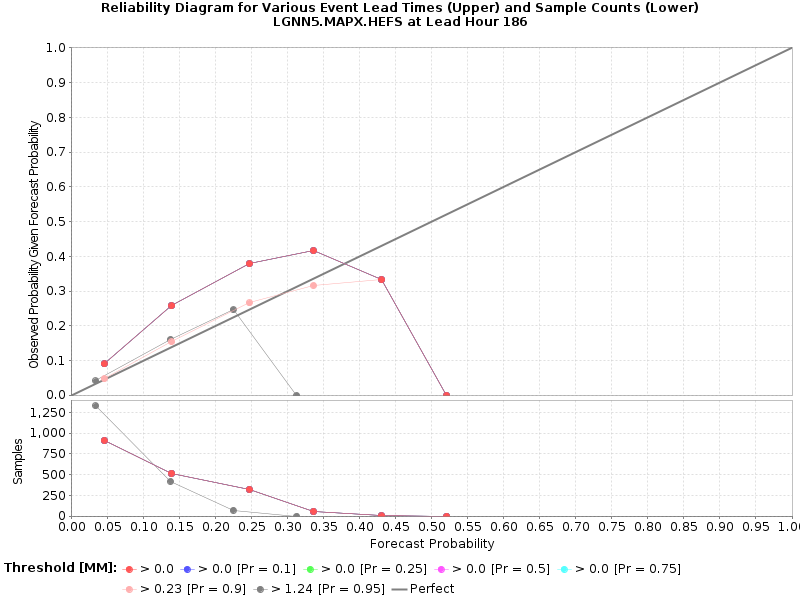 Reliability Diagram for Various Event Lead Times (Upper) and Sample Counts (Lower)
LGNN5.MAPX.HEFS at Lead Hour 186
Observed Probability Given Forecast Probability
1.0
0.9
0.8
0.7
0.6
0.5
0.4
0.3
0.2
0.1
0.0
Samples
1,250
1,000
750
500
250
0
0.00 0.05 0.10 0.15 0.20 0.25 0.30 0.35 0.40 0.45 0.50 0.55 0.60 0.65 0.70 0.75 0.80 0.85 0.90 0.95 1.0
Forecast Probability
Threshold [MM]: > 0.0 > 0.0 [Pr = 0.1] > 0.0 [Pr = 0.25] > 0.0 [Pr = 0.5] > 0.0 [Pr = 0.75]
> 0.23 [Pr = 0.9] > 1.24 [Pr = 0.95] Perfect